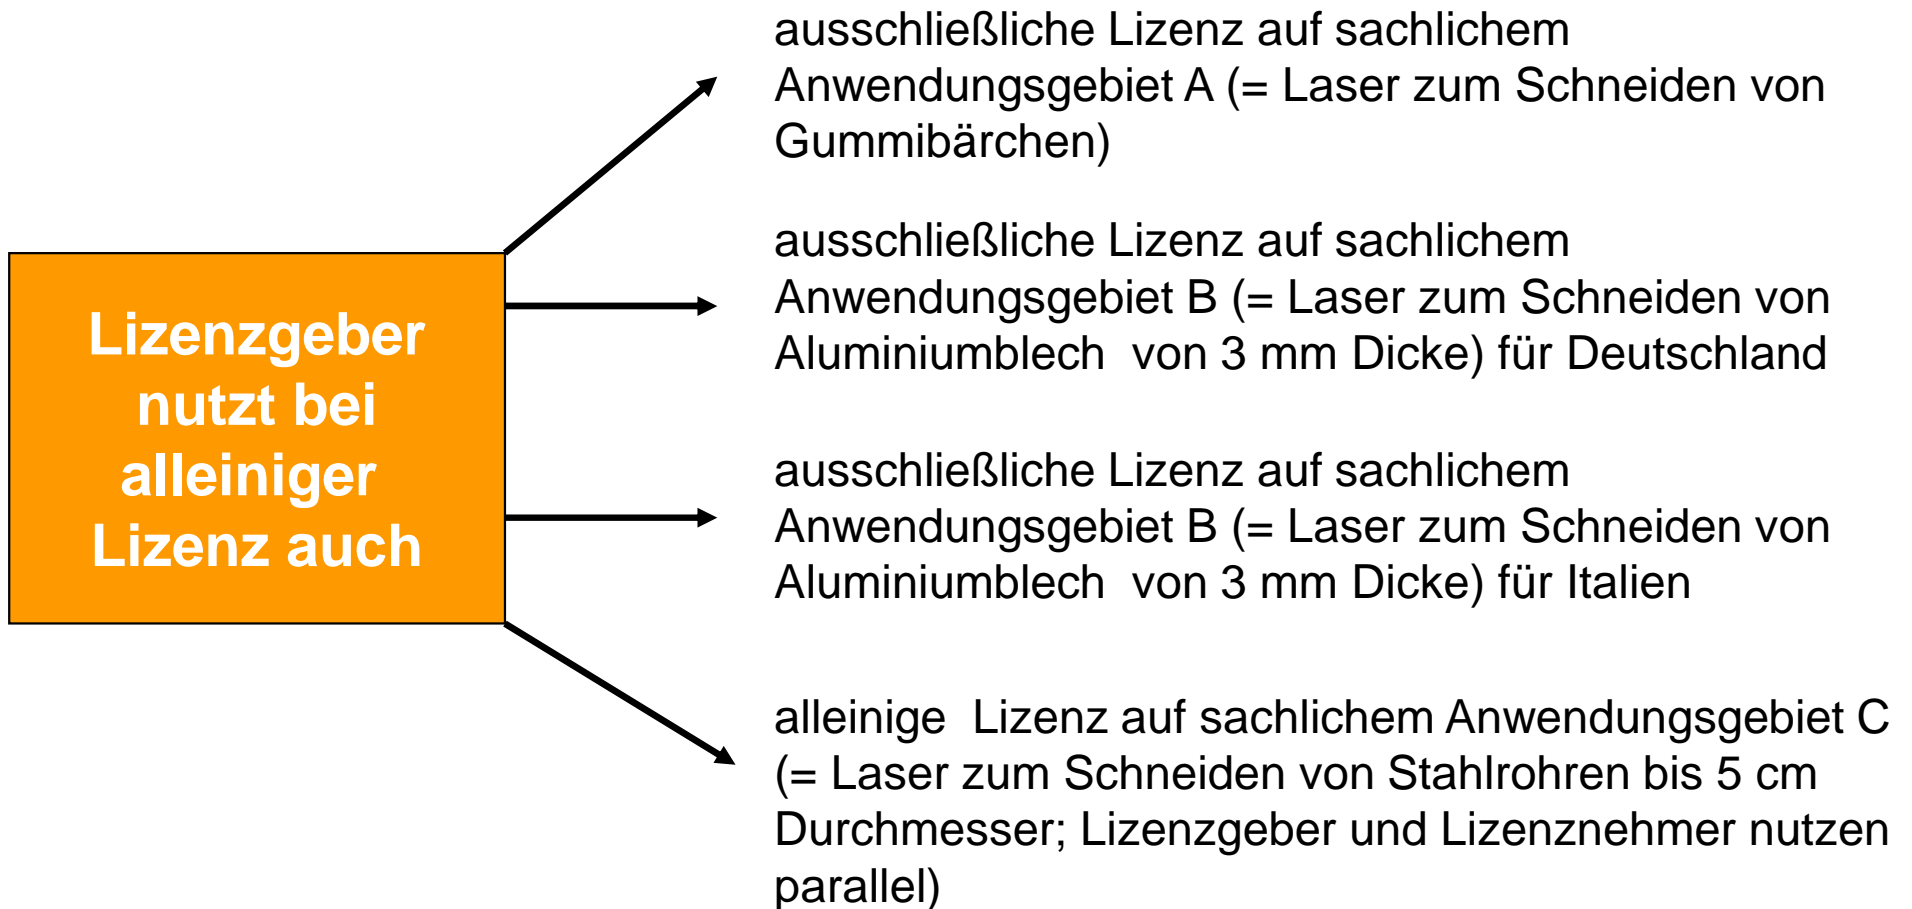 ausschließliche Lizenz auf sachlichem
Anwendungsgebiet A (= Laser zum Schneiden von
Gummibärchen)
ausschließliche Lizenz auf sachlichem
Anwendungsgebiet B (= Laser zum Schneiden von
Aluminiumblech  von 3 mm Dicke) für Deutschland
Lizenzgeber
nutzt bei
alleiniger
Lizenz auch
ausschließliche Lizenz auf sachlichem
Anwendungsgebiet B (= Laser zum Schneiden von
Aluminiumblech  von 3 mm Dicke) für Italien
alleinige  Lizenz auf sachlichem Anwendungsgebiet C
(= Laser zum Schneiden von Stahlrohren bis 5 cm
Durchmesser; Lizenzgeber und Lizenznehmer nutzen
parallel)